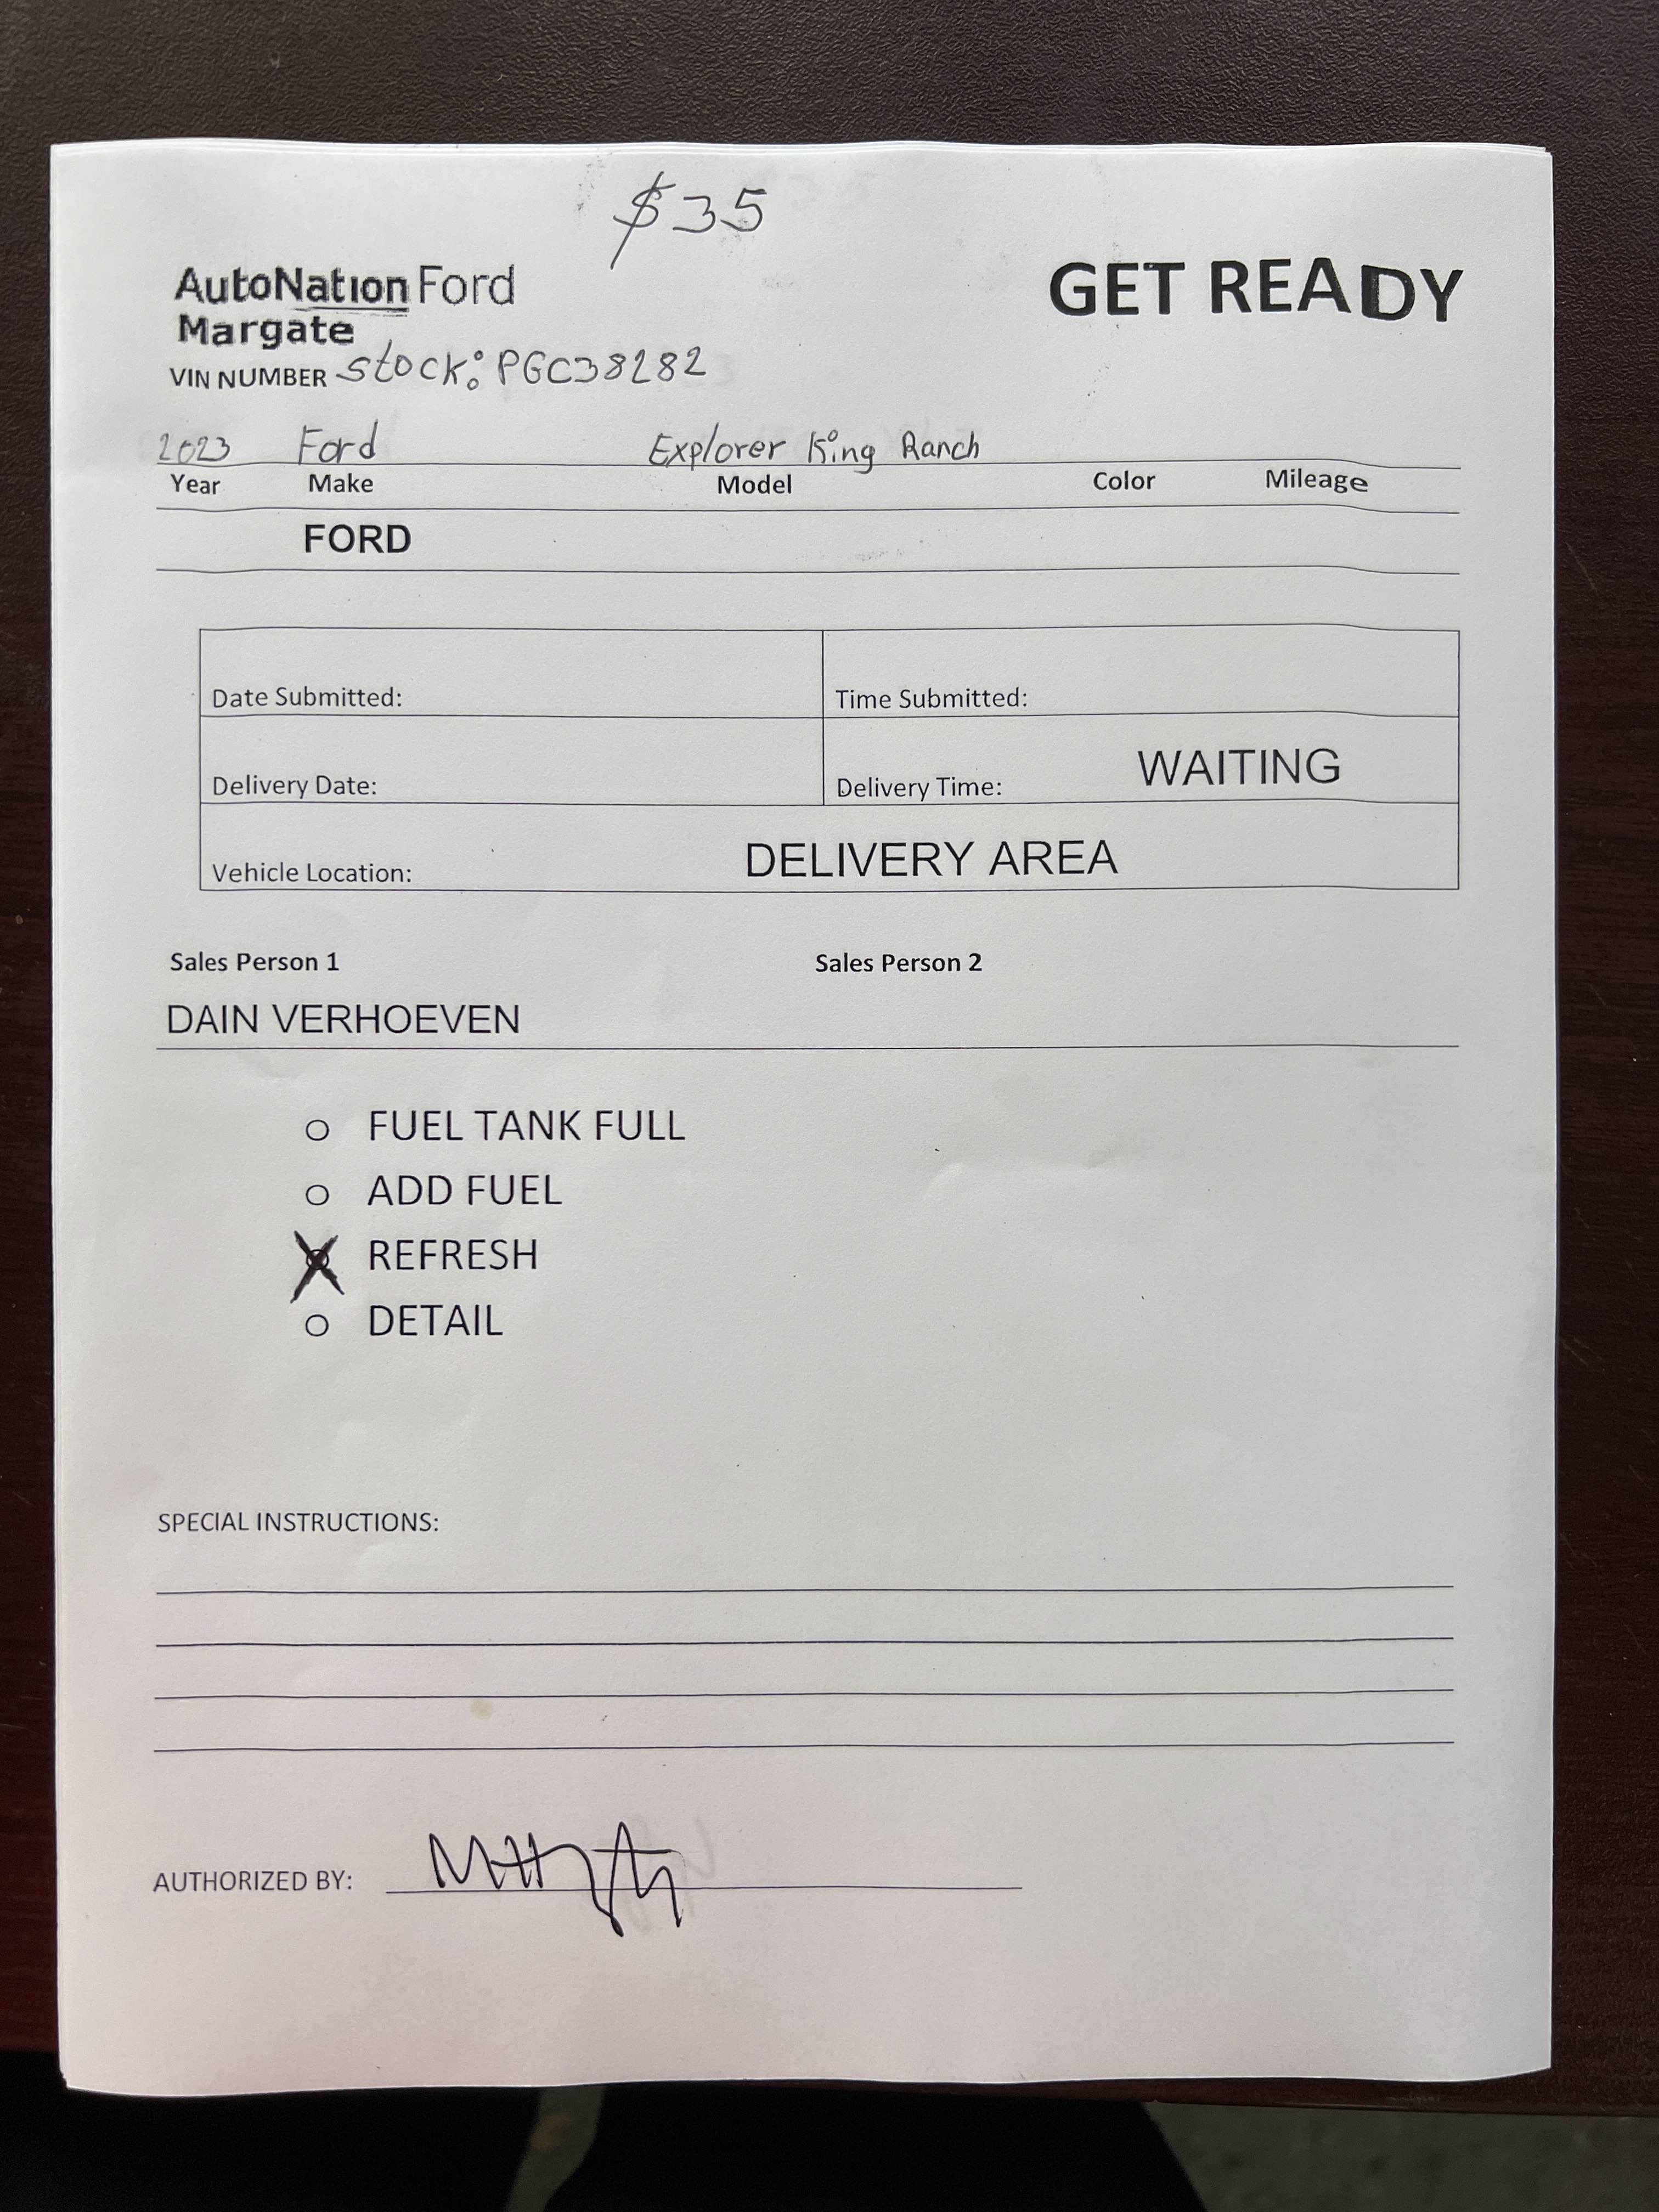 $35
AutoNation Ford
Margate
GET READY
VIN NUMBER stock: PGC38282
2023 Ford Explorer King Ranch
Year Make Model Color Mileage
FORD
Date Submitted: Time Submitted:
Delivery Date: Delivery Time: WAITING
Vehicle Location: DELIVERY AREA
Sales Person 1 Sales Person 2
DAIN VERHOEVEN
o FUEL TANK FULL
o ADD FUEL
X REFRESH
o DETAIL
SPECIAL INSTRUCTIONS:
AUTHORIZED BY: